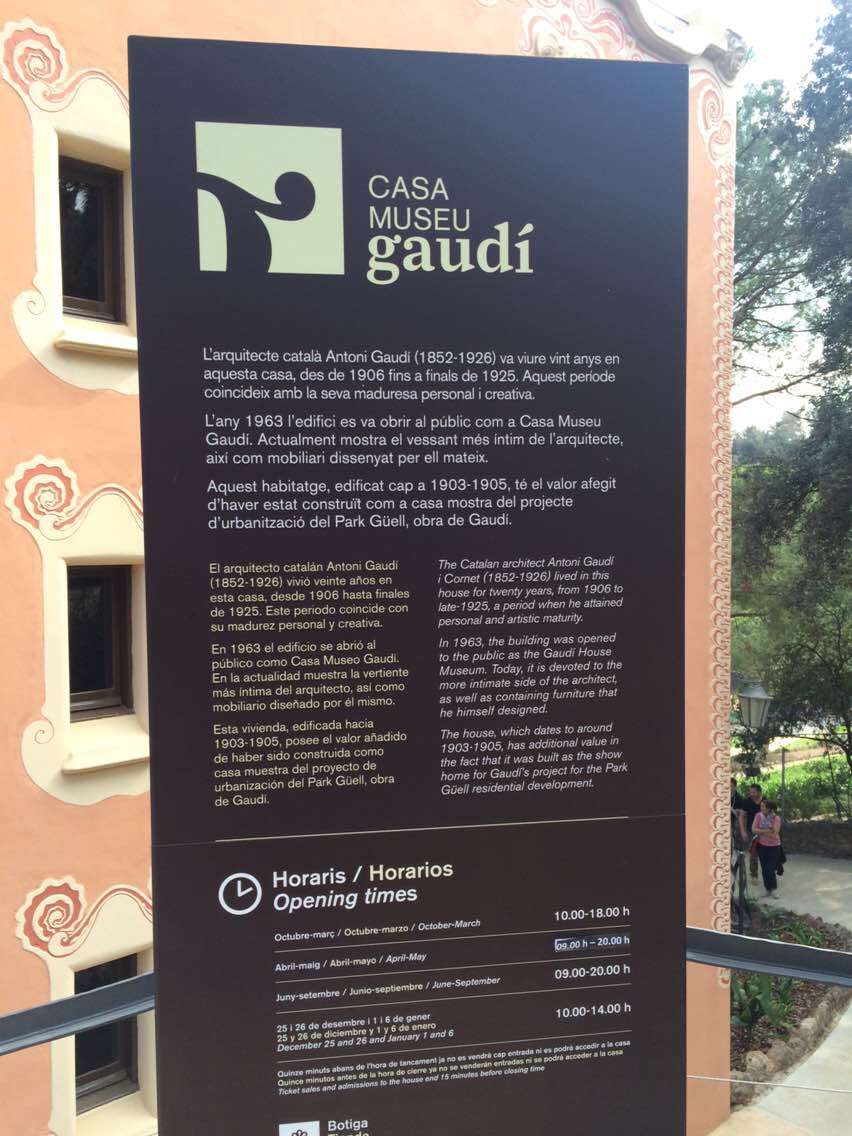 CASA
MUSEU
gaudí
L'arquitecte català Antoni Gaudí (1852-1926) va viure vint anys en
aquesta casa, des de 1906 fins a finals de 1925. Aquest període
coincideix amb la seva maduresa personal i creativa.
L'any 1963 l'edifici es va obrir al públic com a Casa Museu
Gaudí. Actualment mostra el vessant més íntim de l'arquitecte,
així com mobiliari dissenyat per ell mateix.
Aquest habitatge, edificat cap a 1903-1905, té el valor afegit
d'haver estat construït com a casa mostra del projecte
d'urbanització del Park Güell, obra de Gaudí.
El arquitecto catalán Antoni Gaudí
(1852-1926) vivió veinte años en
esta casa, desde 1906 hasta finales
de 1925. Este periodo coincide con
su madurez personal y creativa.
En 1963 el edificio se abrió al
público como Casa Museo Gaudí.
En la actualidad muestra la vertiente
más íntima del arquitecto, así como
mobiliario diseñado por él mismo.
Esta vivienda, edificada hacia
1903-1905, posee el valor añadido
de haber sido construida como
casa muestra del proyecto de
urbanización del Park Güell, obra
de Gaudí.
The Catalan architect Antoni Gaudí
i Cornet (1852-1926) lived in this
house for twenty years, from 1906 to
late-1925, a period when he attained
personal and artistic maturity.
In 1963, the building was opened
to the public as the Gaudí House
Museum. Today, it is devoted to the
more intimate side of the architect,
as well as containing furniture that
he himself designed.
The house, which dates to around
1903-1905, has additional value in
the fact that it was built as the show
home for Gaudí's project for the Park
Güell residential development.
Horaris / Horarios
Opening times
Octubre-març / Octubre-marzo / October-March 10.00-18.00 h
Abril-maig / Abril-mayo / April-May 09.00 h – 20.00 h
Juny-setembre / Junio-septiembre / June-September 09.00-20.00 h
25 i 26 de desembre i 1 i 6 de gener
25 y 26 de diciembre y 1 y 6 de enero 10.00-14.00 h
December 25 and 26 and January 1 and 6
Quinze minuts abans de l'hora de tancament ja no es vendrà cap entrada ni es podrà accedir a la casa
Quince minutos antes de la hora de cierre ya no se venderán entradas ni se podrá acceder a la casa
Ticket sales and admissions to the house end 15 minutes before closing time
Botiga
Tienda